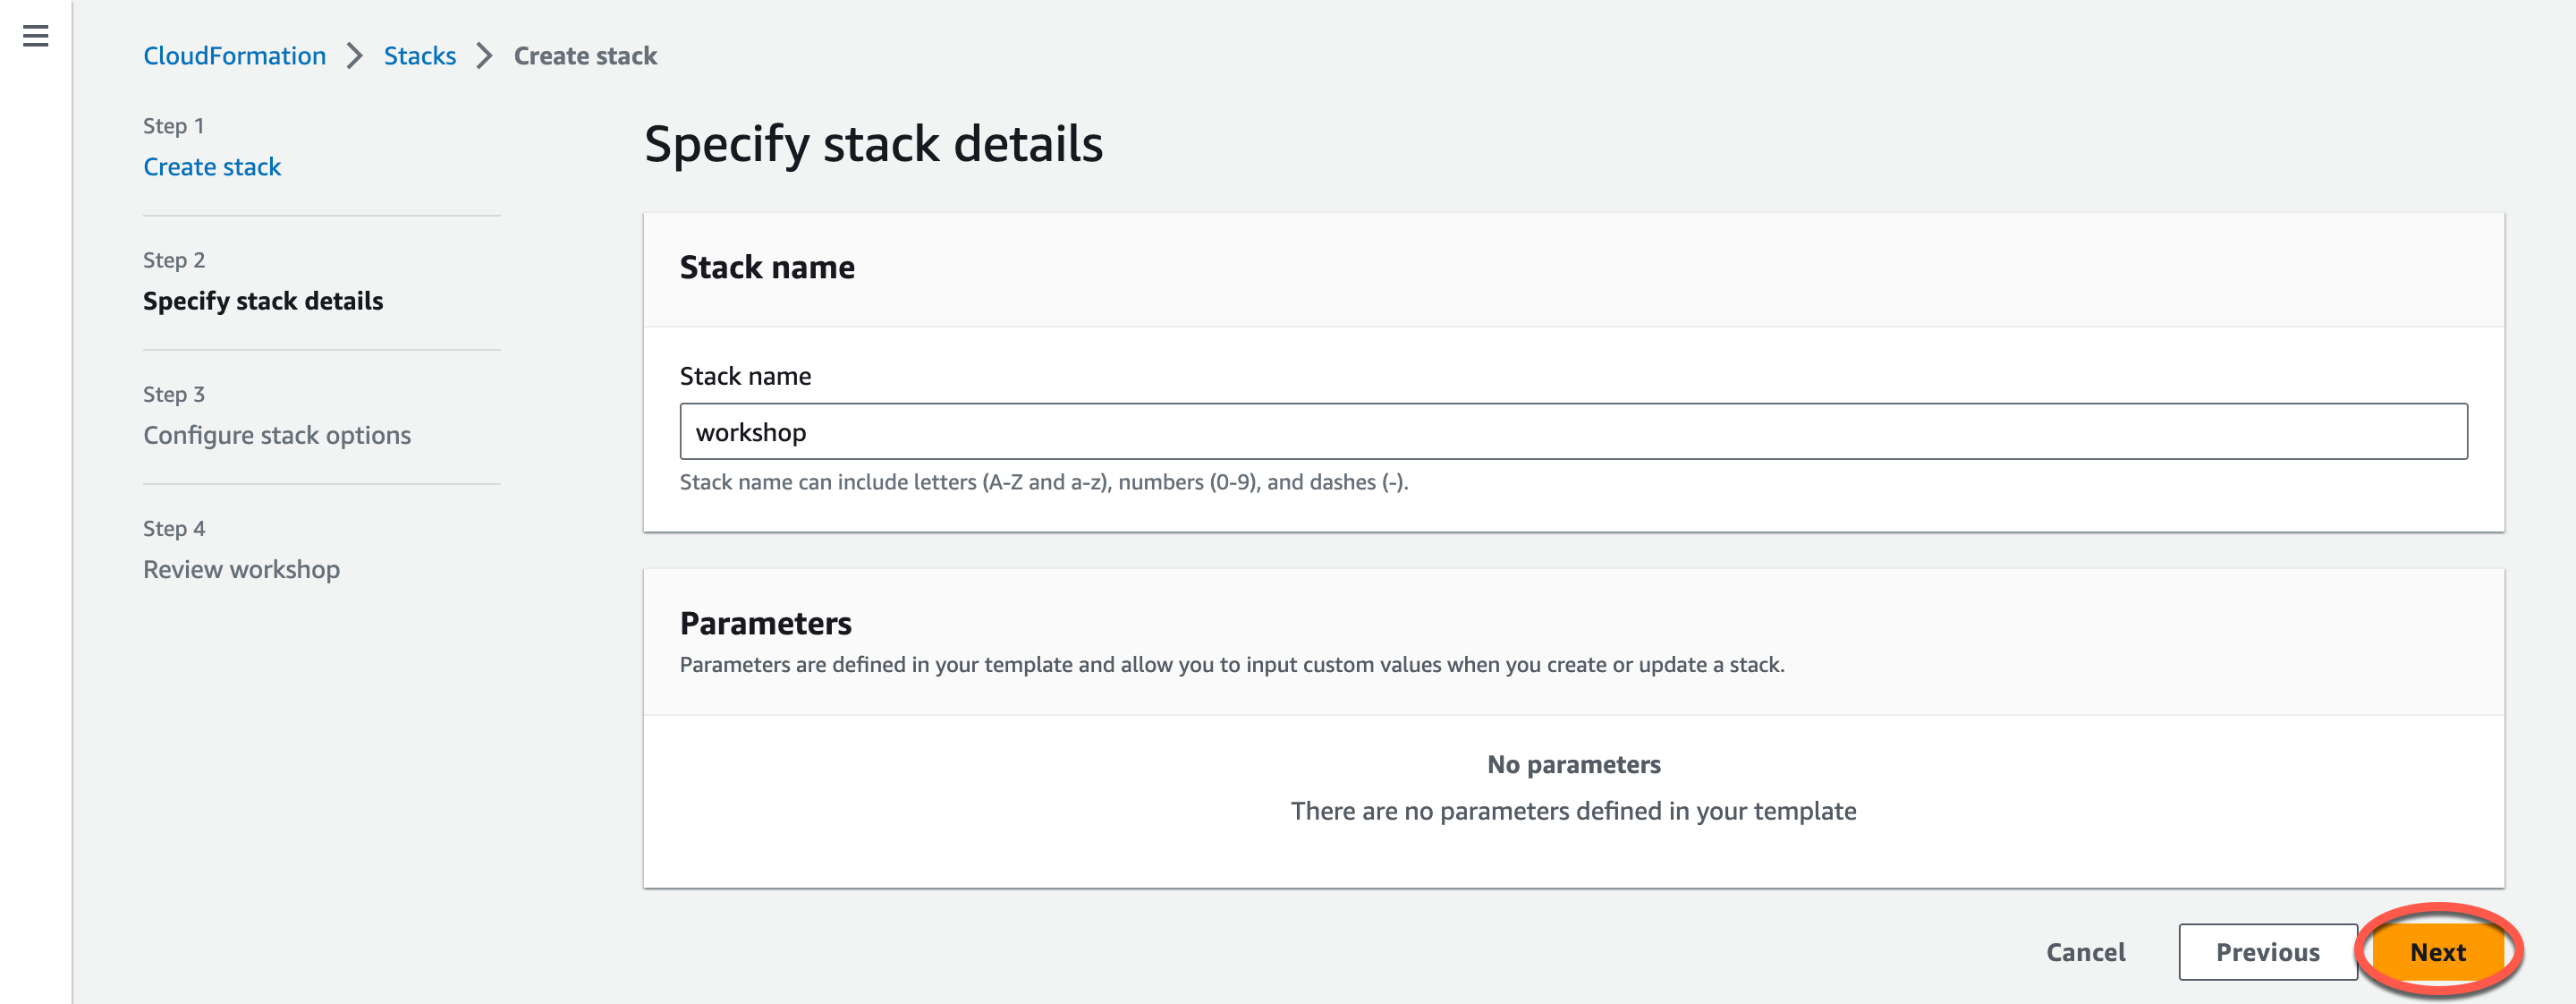 CloudFormation > Stacks > Create stack
Step 1
Create stack
Step 2
Specify stack details
Step 3
Configure stack options
Step 4
Review workshop
Specify stack details
Stack name
Stack name
workshop
Stack name can include letters (A-Z and a-z), numbers (0-9), and dashes (-).
Parameters
Parameters are defined in your template and allow you to input custom values when you create or update a stack.
No parameters
There are no parameters defined in your template
Cancel
Previous
Next